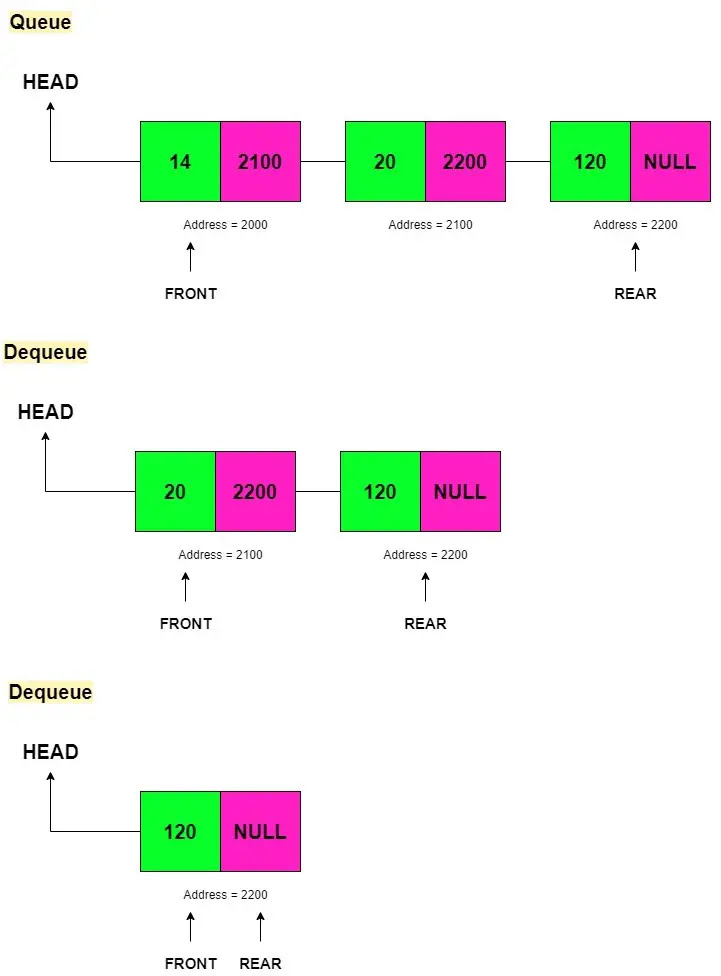 Queue
HEAD
14 2100 20 2200 120 NULL
Address = 2000 Address = 2100 Address = 2200
FRONT REAR
Dequeue
HEAD
20 2200 120 NULL
Address = 2100 Address = 2200
FRONT REAR
Dequeue
HEAD
120 NULL
Address = 2200
FRONT REAR